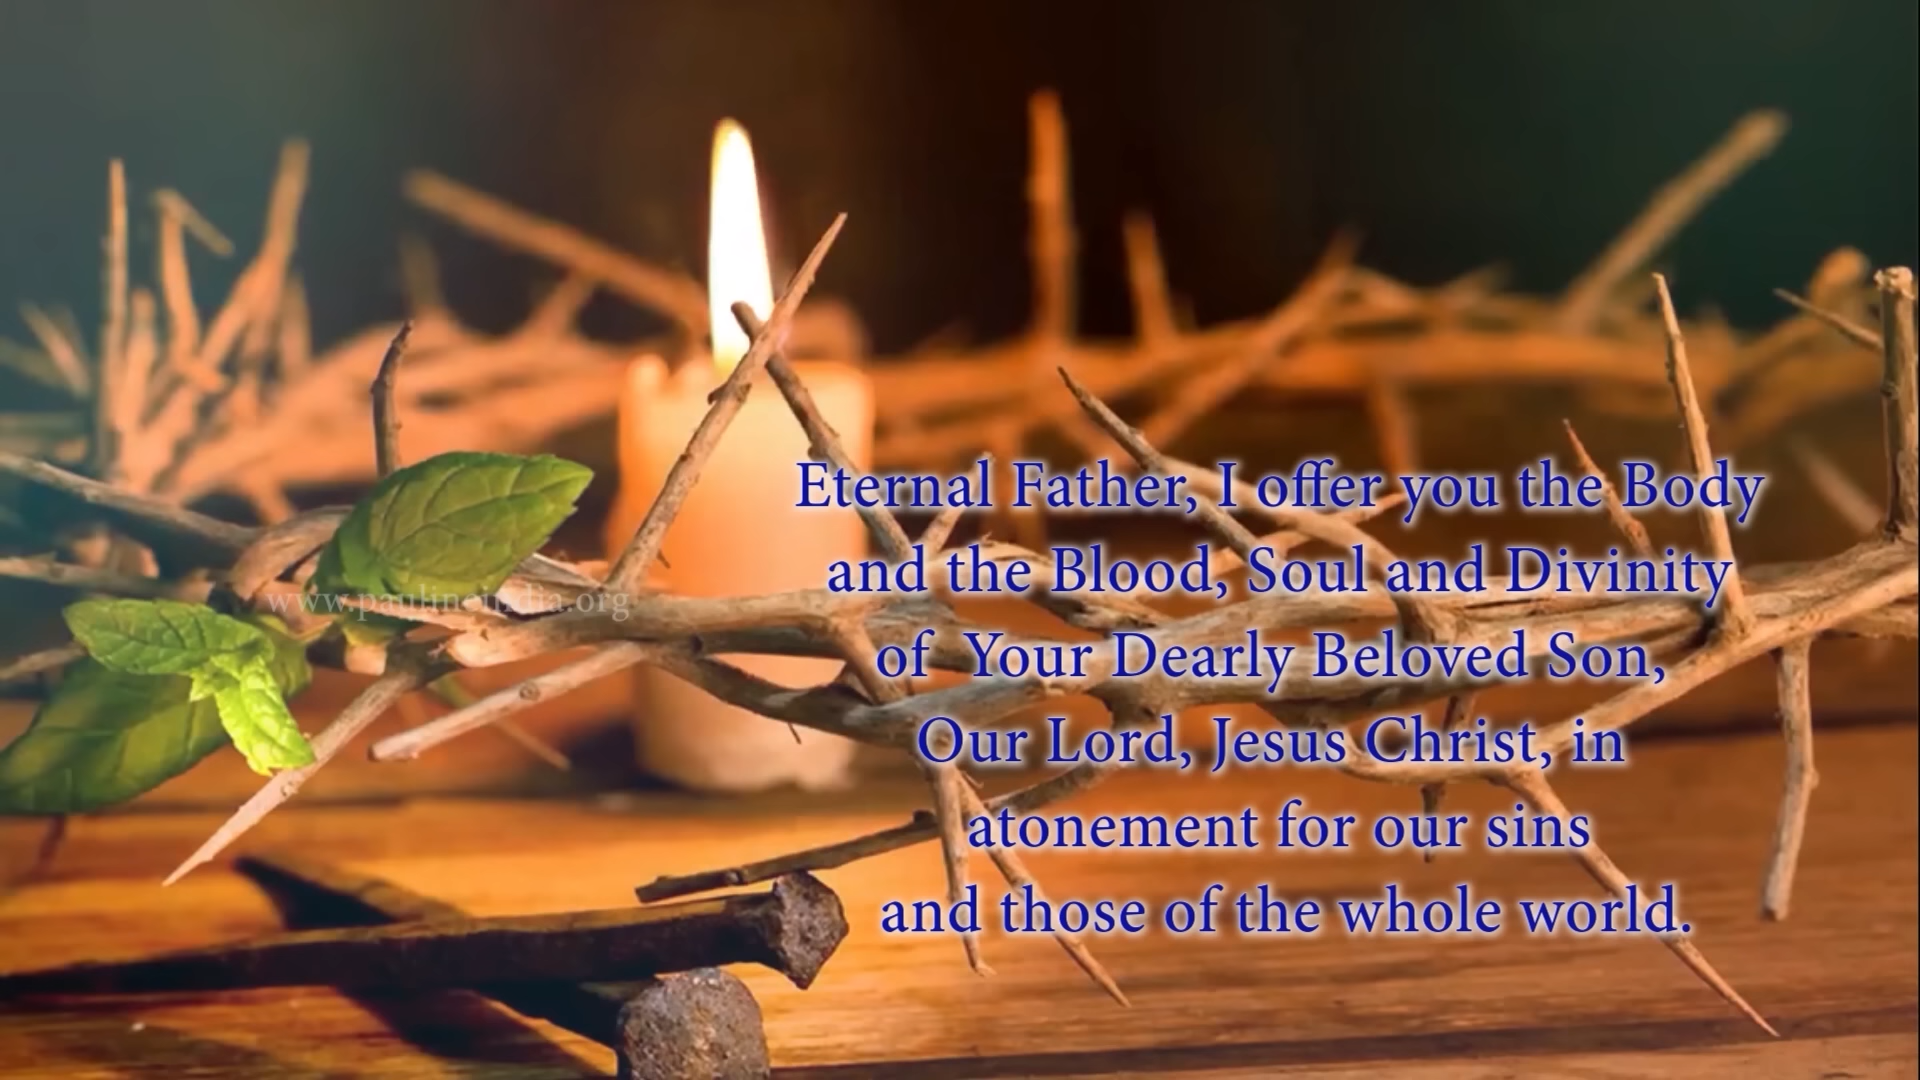 Eternal Father, I offer you the Body
and the Blood, Soul and Divinity
of Your Dearly Beloved Son,
Our Lord, Jesus Christ, in
atonement for our sins
and those of the whole world.
www.paulineindia.org